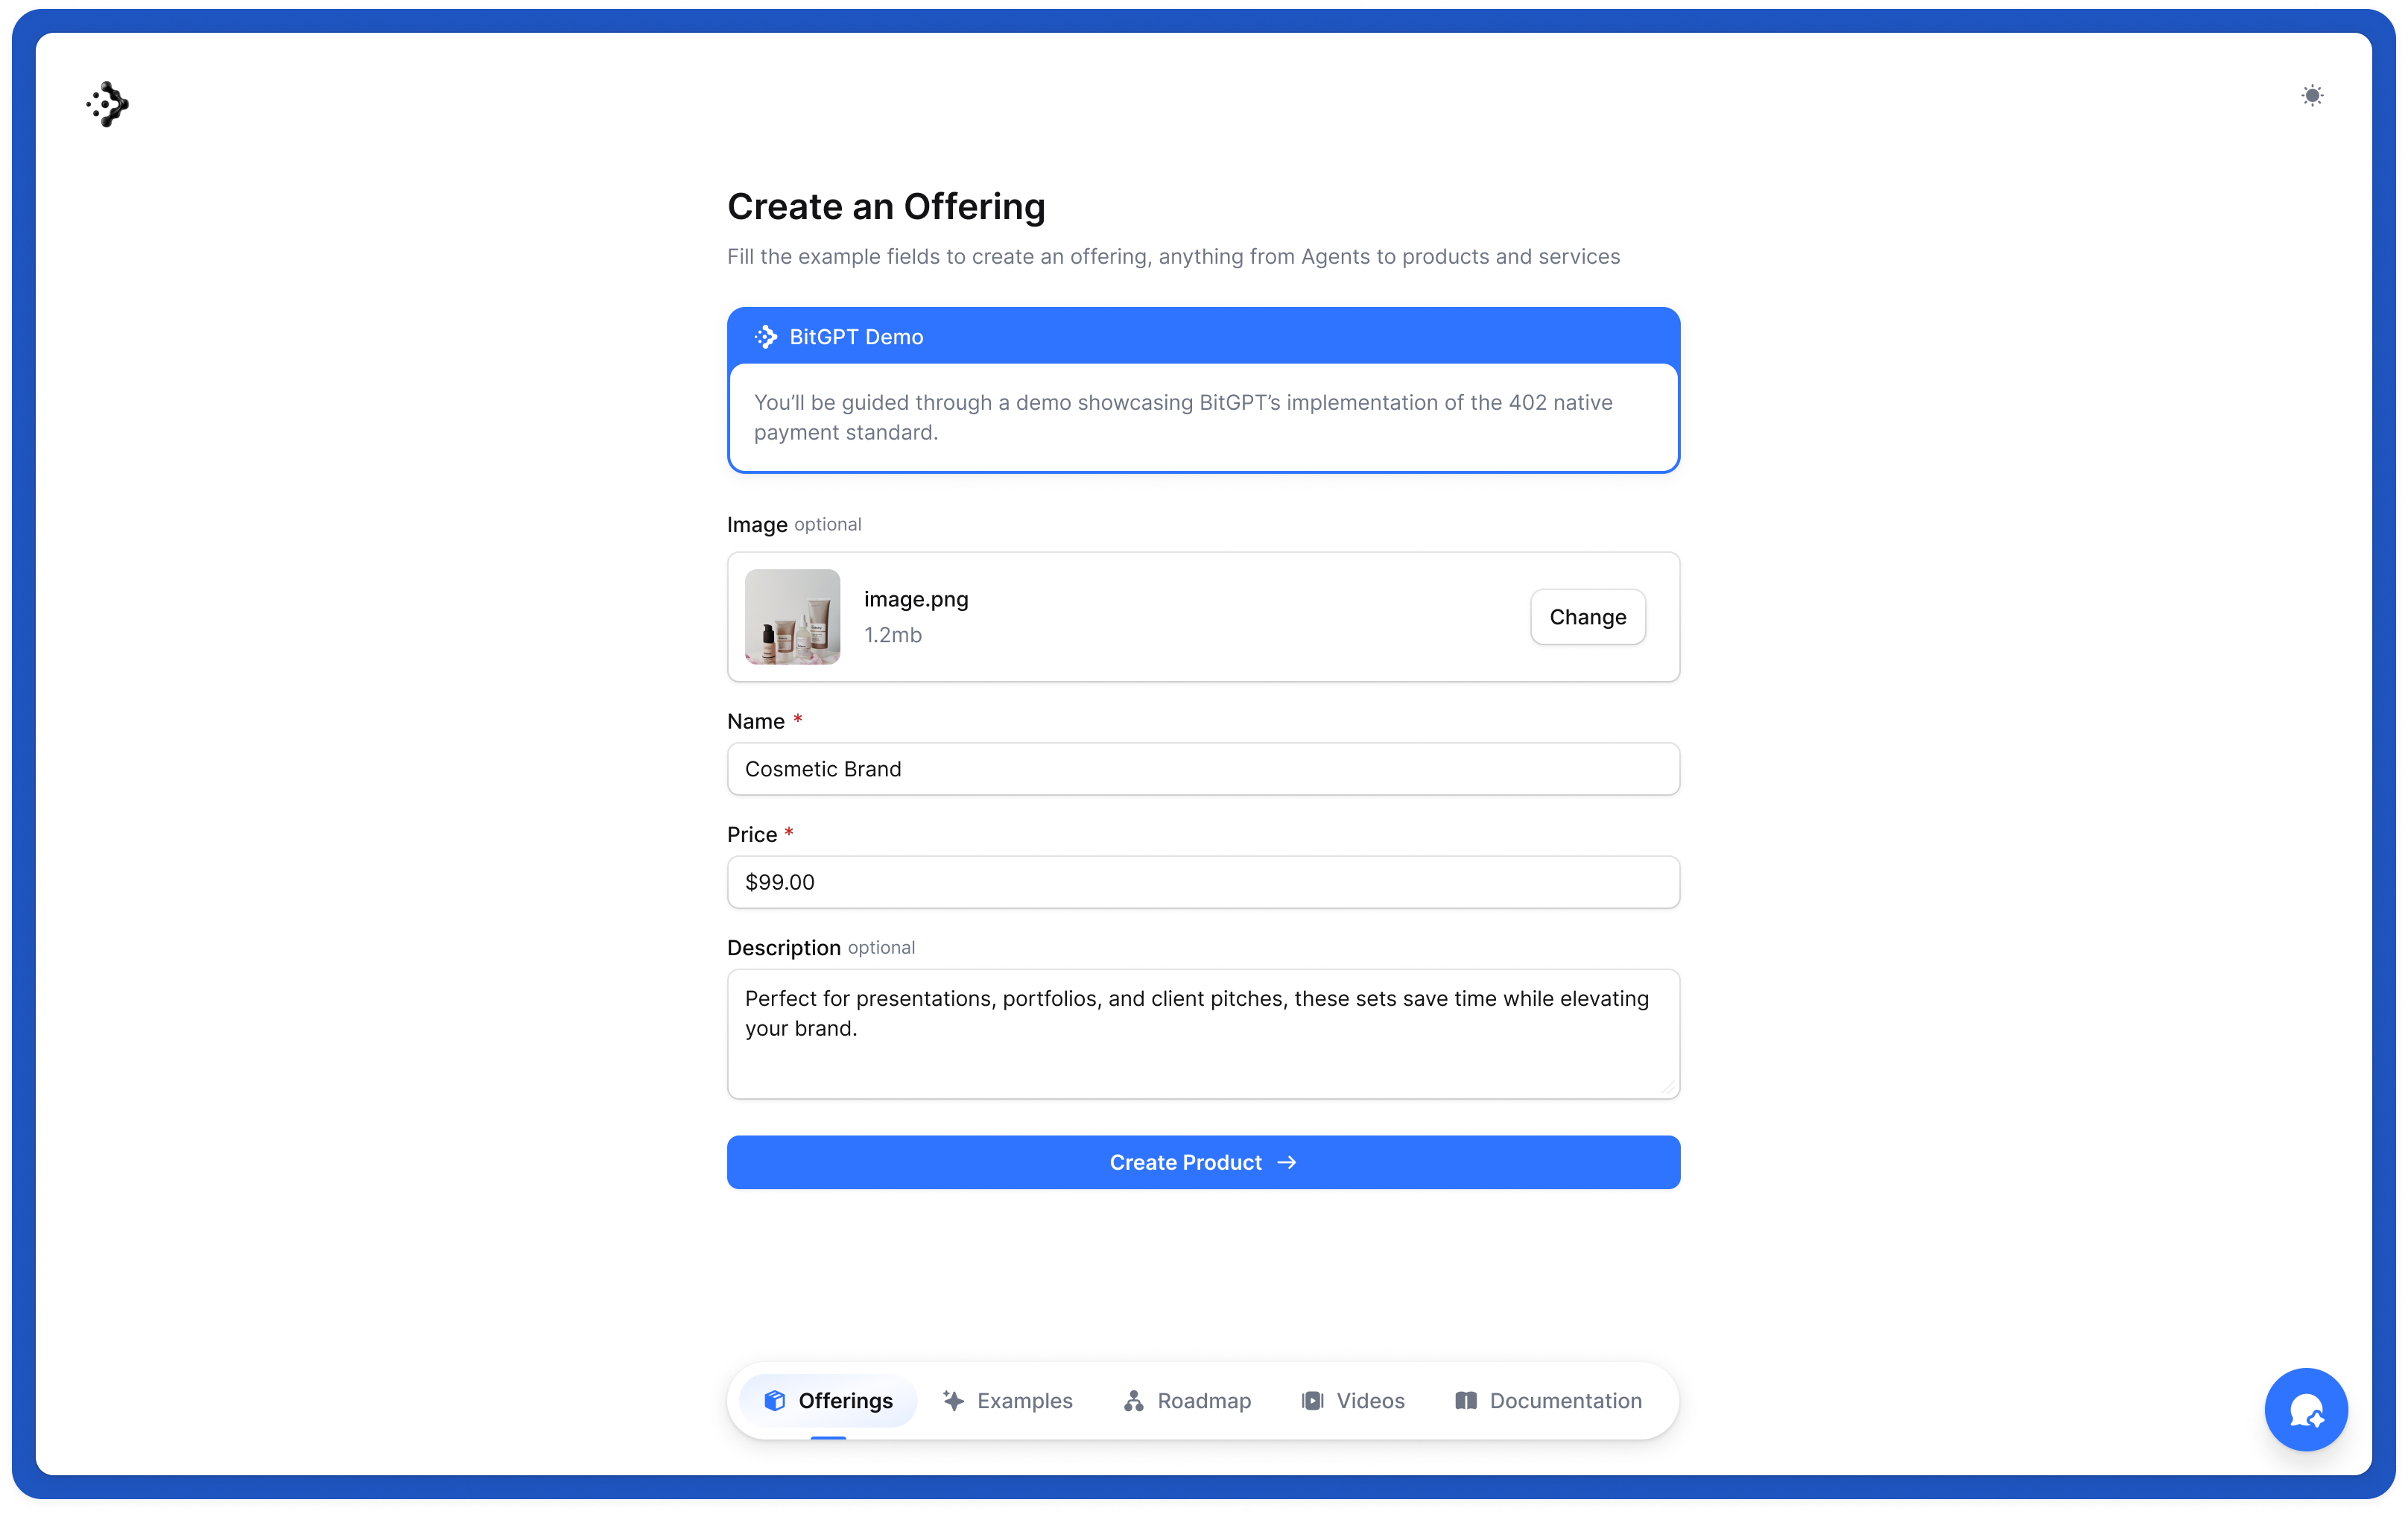 Create an Offering
Fill the example fields to create an offering, anything from Agents to products and services
BitGPT Demo
You’ll be guided through a demo showcasing BitGPT’s implementation of the 402 native
payment standard.
Image optional
image.png
1.2mb
Change
Name *
Cosmetic Brand
Price *
$99.00
Description optional
Perfect for presentations, portfolios, and client pitches, these sets save time while elevating
your brand.
Create Product →
Offerings Examples Roadmap Videos Documentation